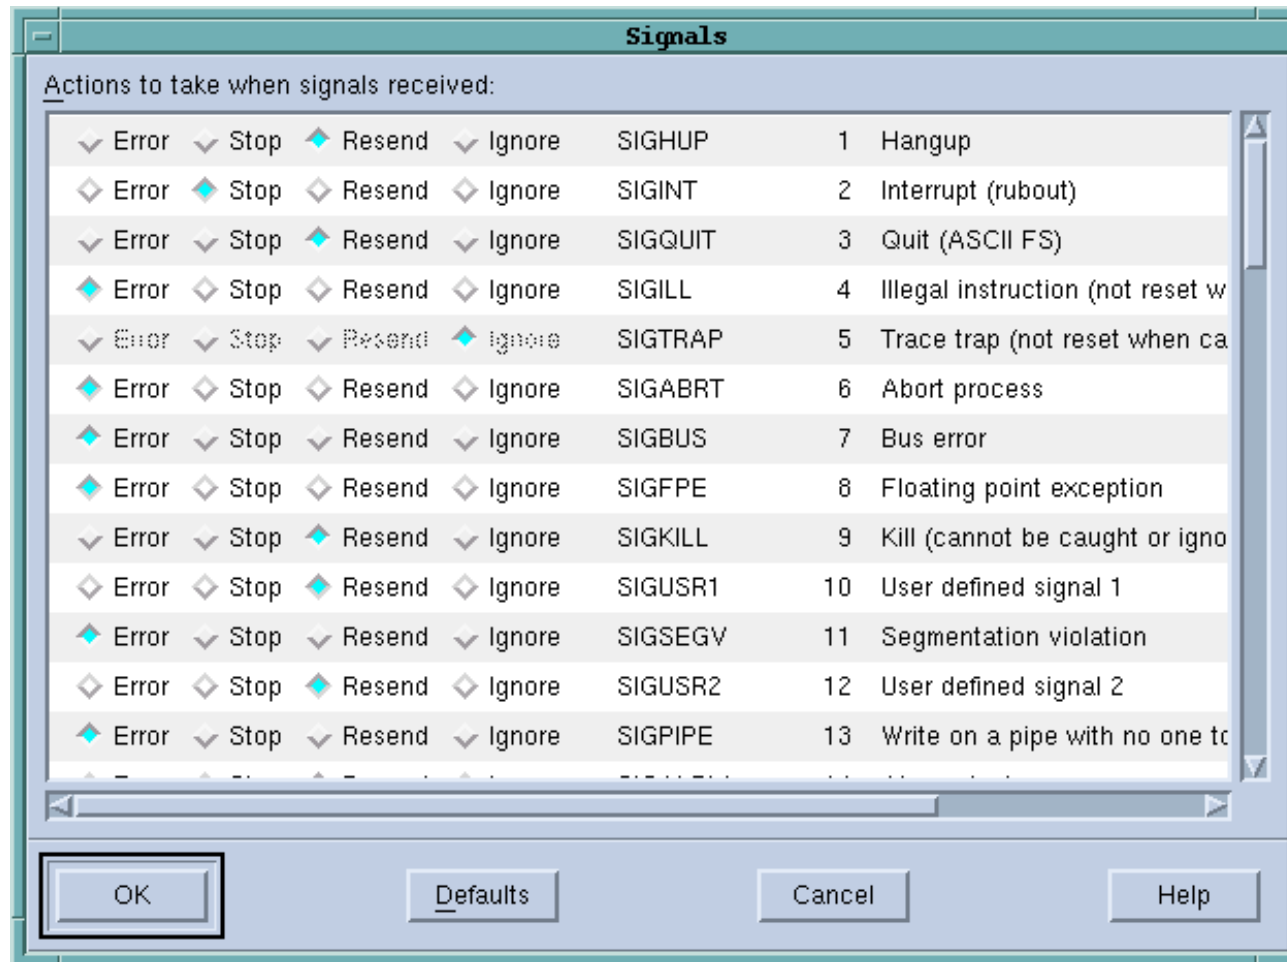 Signals
Actions to take when signals received:
Error Stop Resend Ignore SIGHUP 1 Hangup
Error Stop Resend Ignore SIGINT 2 Interrupt (rubout)
Error Stop Resend Ignore SIGQUIT 3 Quit (ASCII FS)
Error Stop Resend Ignore SIGILL 4 Illegal instruction (not reset w
Error Stop Resend Ignore SIGTRAP 5 Trace trap (not reset when ca
Error Stop Resend Ignore SIGABRT 6 Abort process
Error Stop Resend Ignore SIGBUS 7 Bus error
Error Stop Resend Ignore SIGFPE 8 Floating point exception
Error Stop Resend Ignore SIGKILL 9 Kill (cannot be caught or igno
Error Stop Resend Ignore SIGUSR1 10 User defined signal 1
Error Stop Resend Ignore SIGSEGV 11 Segmentation violation
Error Stop Resend Ignore SIGUSR2 12 User defined signal 2
Error Stop Resend Ignore SIGPIPE 13 Write on a pipe with no one to
OK Defaults Cancel Help